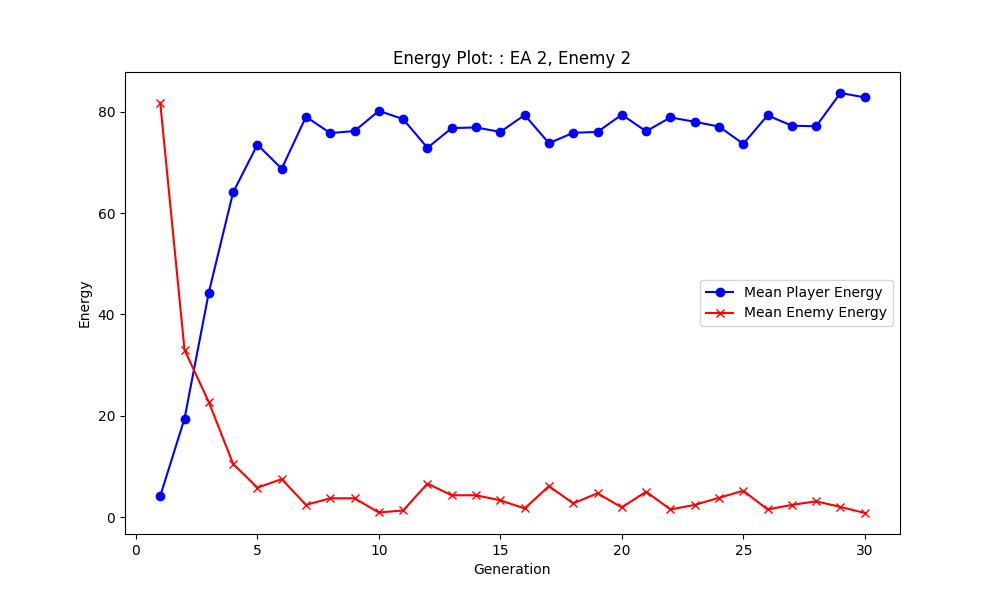 Energy Plot: : EA 2, Enemy 2
80
60
40
20
0
Energy
Mean Player Energy
Mean Enemy Energy
0 5 10 15 20 25 30
Generation